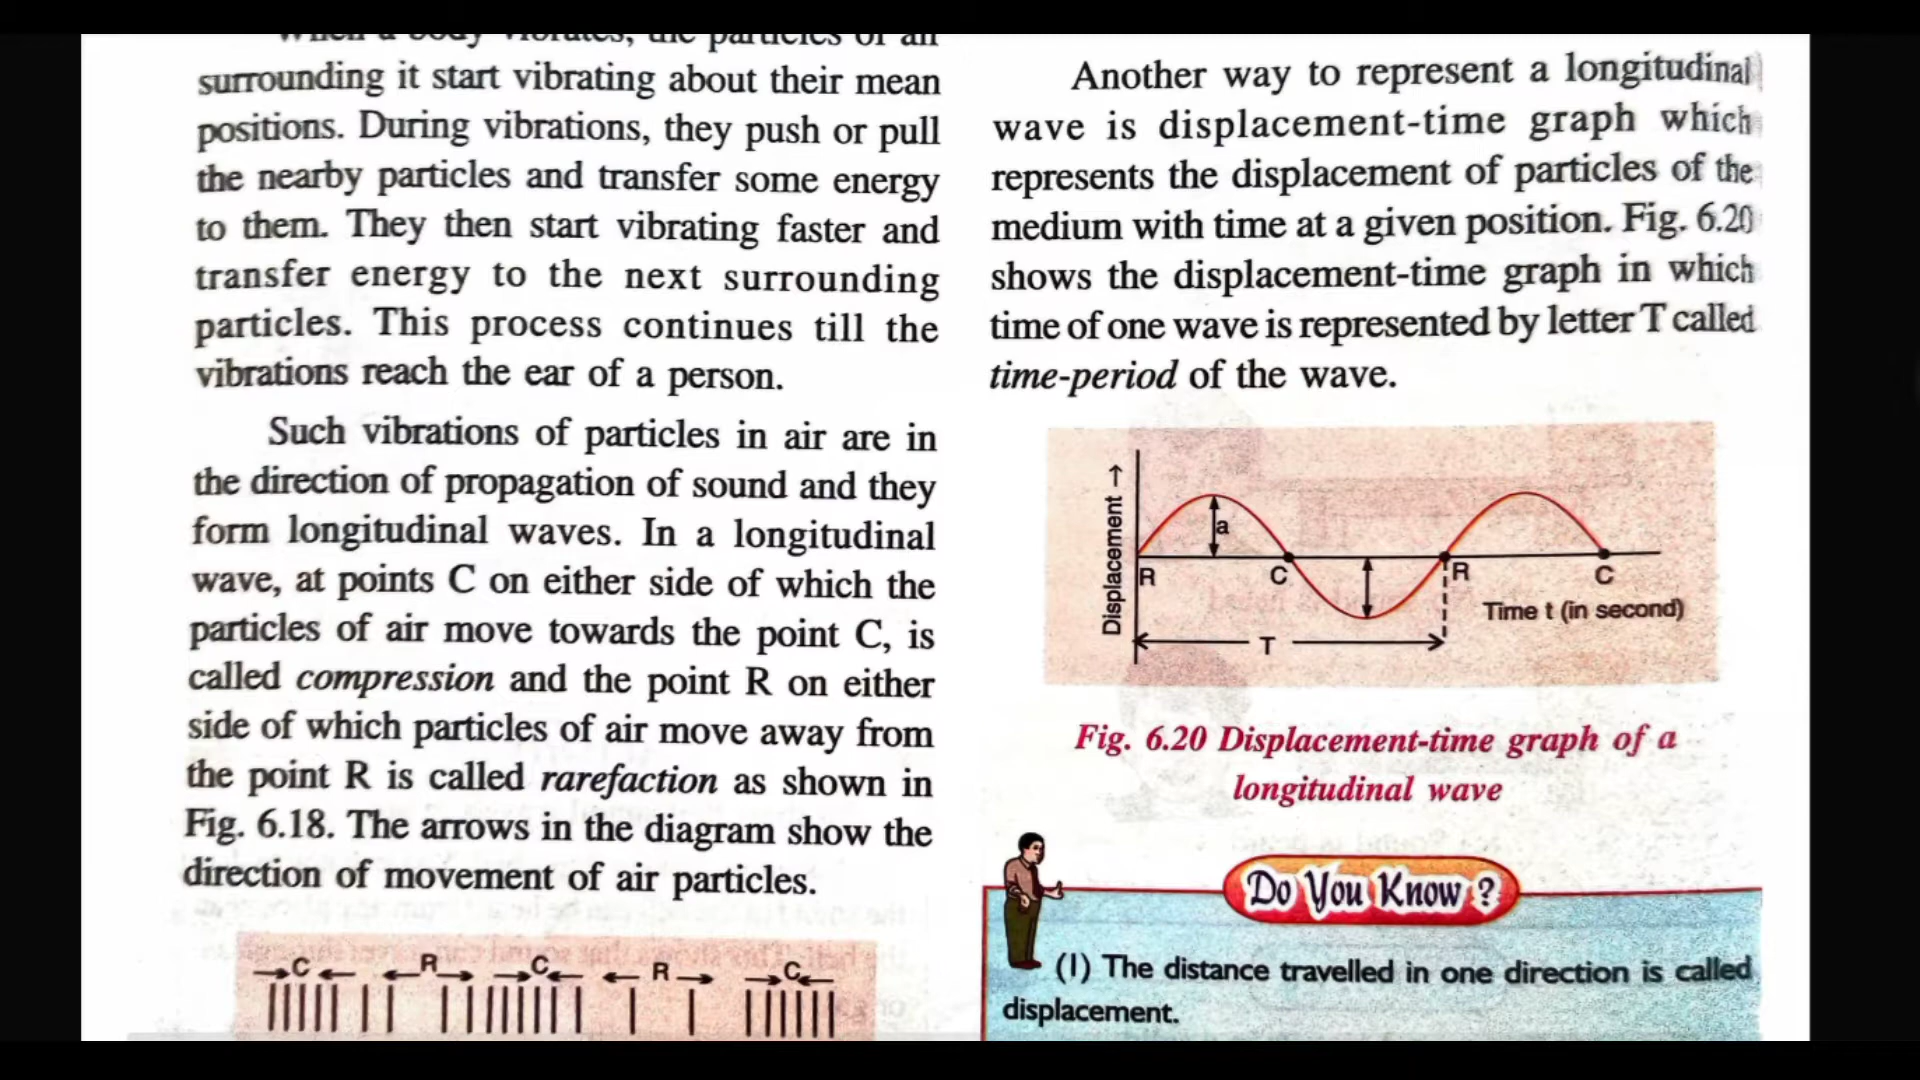 When a body vibrates, the particles of air
surrounding it start vibrating about their mean
positions. During vibrations, they push or pull
the nearby particles and transfer some energy
to them. They then start vibrating faster and
transfer energy to the next surrounding
particles. This process continues till the
vibrations reach the ear of a person.
Such vibrations of particles in air are in
the direction of propagation of sound and they
form longitudinal waves. In a longitudinal
wave, at points C on either side of which the
particles of air move towards the point C, is
called compression and the point R on either
side of which particles of air move away from
the point R is called rarefaction as shown in
Fig. 6.18. The arrows in the diagram show the
direction of movement of air particles.
C R C R C
Another way to represent a longitudinal
wave is displacement-time graph which
represents the displacement of particles of the
medium with time at a given position. Fig. 6.20
shows the displacement-time graph in which
time of one wave is represented by letter T called
time-period of the wave.
Displacement →
a
R C R C
Time t (in second)
T
Fig. 6.20 Displacement-time graph of a
longitudinal wave
Do You Know ?
(1) The distance travelled in one direction is called
displacement.